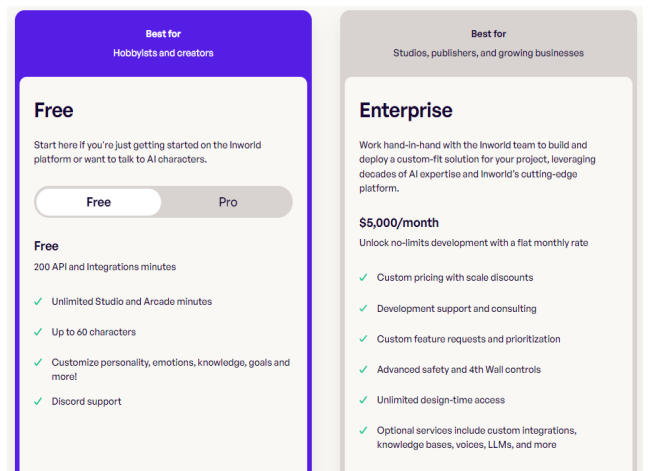 Best for
Hobbyists and creators
Free
Start here if you're just getting started on the Inworld
platform or want to talk to AI characters.
Free Pro
Free
200 API and Integrations minutes
Unlimited Studio and Arcade minutes
Up to 60 characters
Customize personality, emotions, knowledge, goals and
more!
Discord support
Best for
Studios, publishers, and growing businesses
Enterprise
Work hand-in-hand with the Inworld team to build and
deploy a custom-fit solution for your project, leveraging
decades of AI expertise and Inworld's cutting-edge
platform.
$5,000/month
Unlock no-limits development with a flat monthly rate
Custom pricing with scale discounts
Development support and consulting
Custom feature requests and prioritization
Advanced safety and 4th Wall controls
Unlimited design-time access
Optional services include custom integrations,
knowledge bases, voices, LLMs, and more